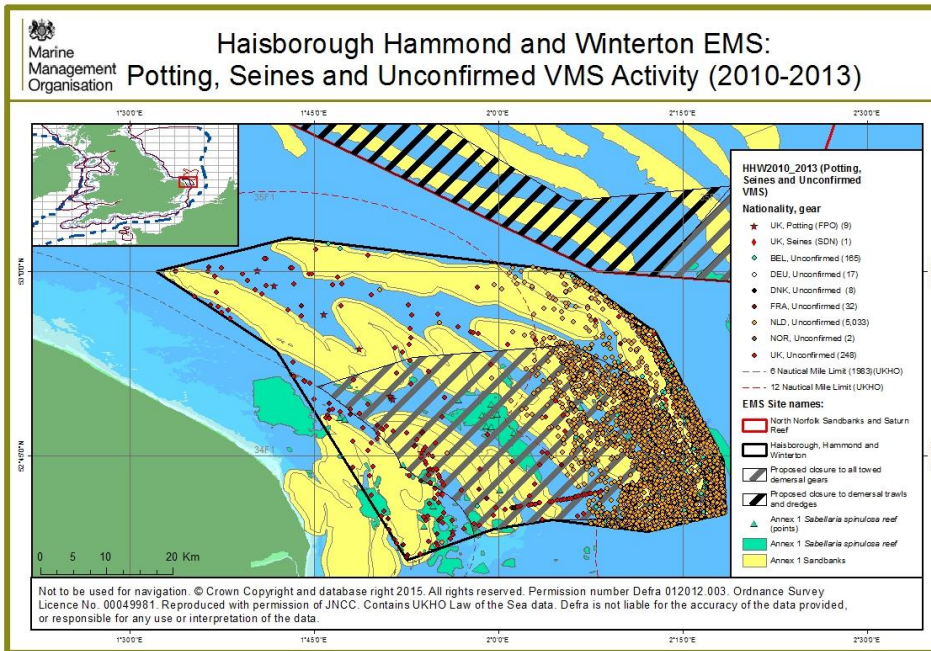 Marine
Management
Organisation
Haisborough Hammond and Winterton EMS:
Potting, Seines and Unconfirmed VMS Activity (2010-2013)
1°30'0"E
1°45'0"E
2°0'0"E
2°15'0"E
2°30'0"E
35F1
34F1
53°0'0"N
52°45'0"N
HHW2010_2013 (Potting,
Seines and Unconfirmed
VMS)
Nationality, gear
UK, Potting (FPO) (9)
UK, Seines (SDN) (1)
BEL, Unconfirmed (165)
DEU, Unconfirmed (17)
DNK, Unconfirmed (8)
FRA, Unconfirmed (32)
NLD, Unconfirmed (5,033)
NOR, Unconfirmed (2)
UK, Unconfirmed (248)
6 Nautical Mile Limit (1983)(UKHO)
12 Nautical Mile Limit (UKHO)
EMS Site names:
North Norfolk Sandbanks and Saturn
Reef
Haisborough, Hammond and
Winterton
Proposed closure to all towed
demersal gears
Proposed closure to demersal trawls
and dredges
Annex 1 Sabellaria spinulosa reef
(points)
Annex 1 Sabellaria spinulosa reef
Annex 1 Sandbanks
0 5 10 20 Km
Not to be used for navigation. © Crown Copyright and database right 2015. All rights reserved. Permission number Defra 012012.003. Ordnance Survey
Licence No. 00049981. Reproduced with permission of JNCC. Contains UKHO Law of the Sea data. Defra is not liable for the accuracy of the data provided,
or responsible for any use or interpretation of the data.
1°30'0"E
1°45'0"E
2°0'0"E
2°15'0"E
2°30'0"E